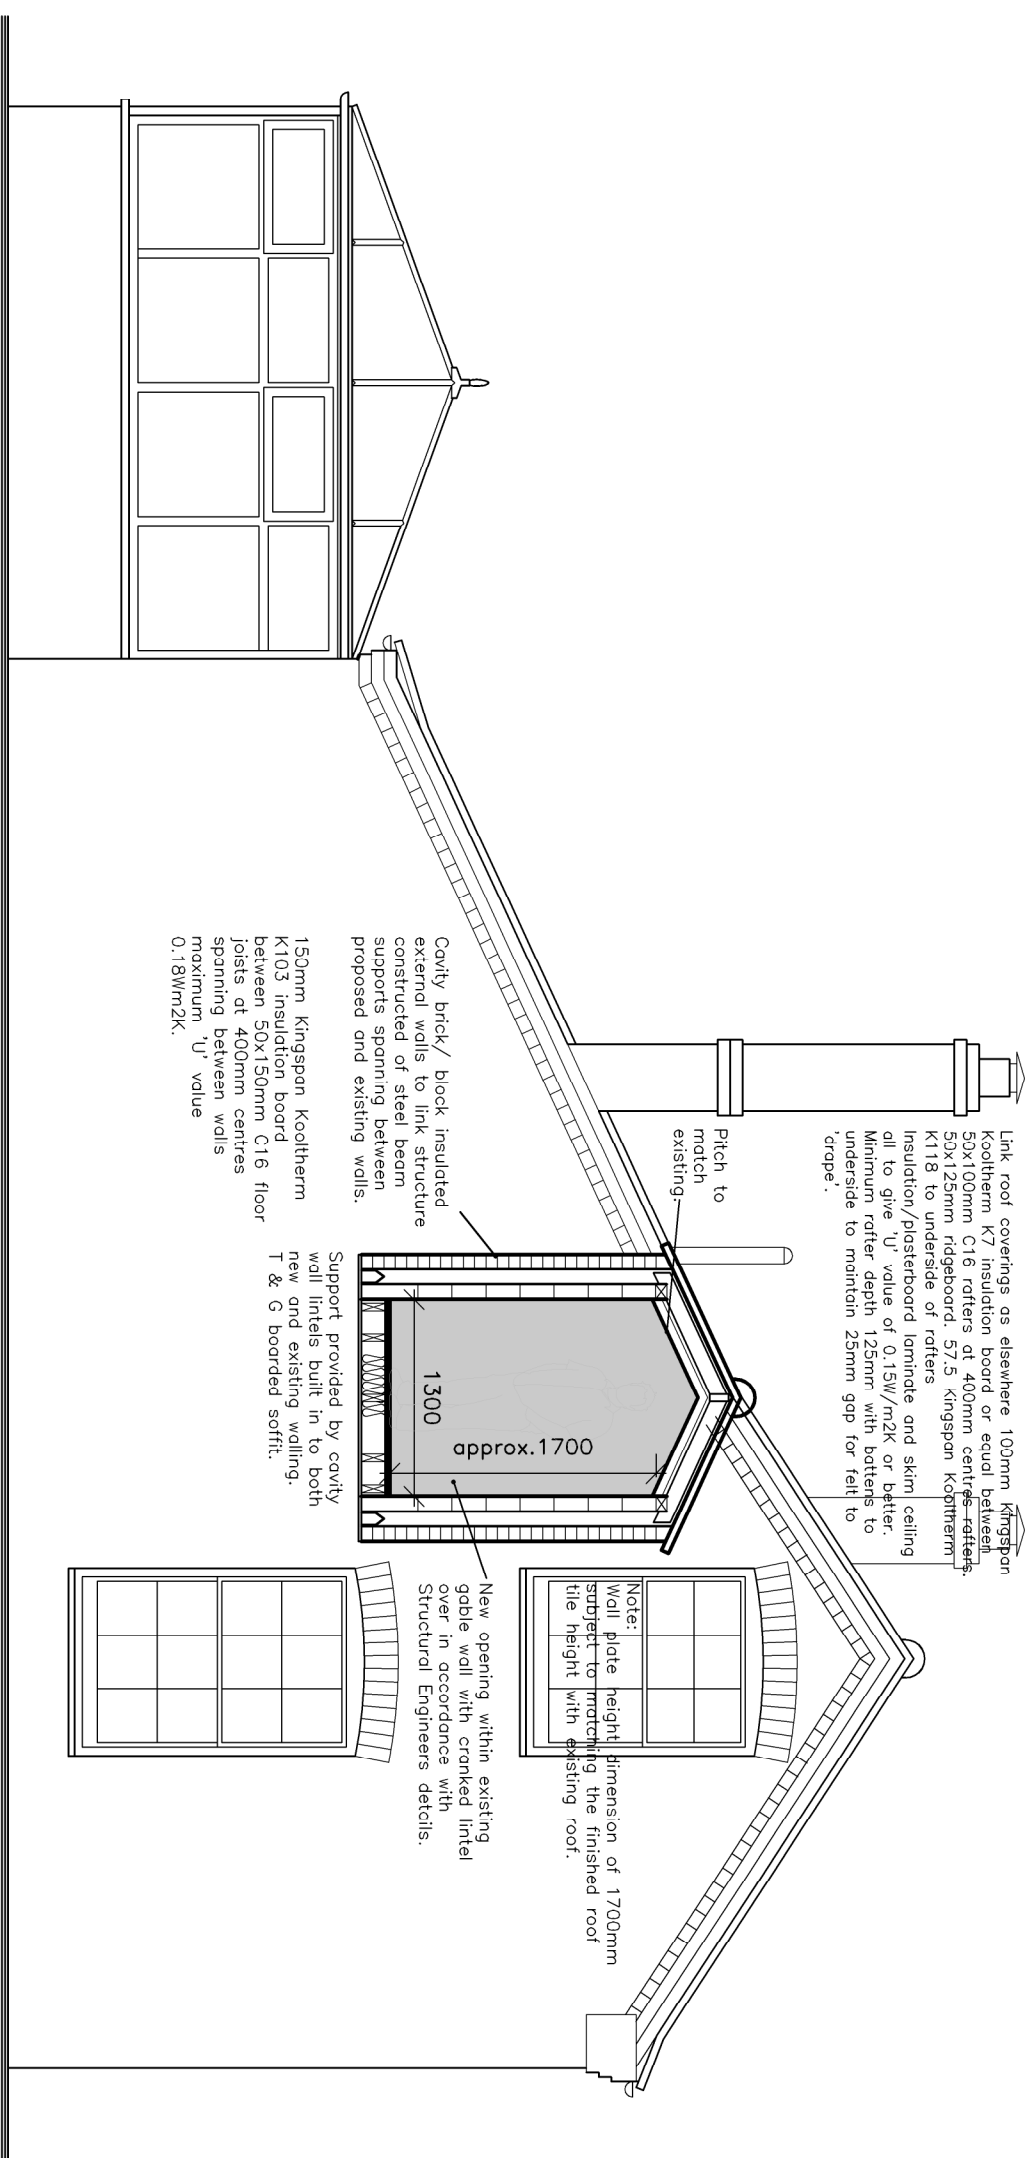 Link roof coverings as elsewhere 100mm Kingspan
Kooltherm K7 insulation board or equal between
50x100mm C16 rafters at 400mm centres rafters.
50x125mm ridgeboard. 57.5 Kingspan Kooltherm
K118 to underside of rafters
Insulation/plasterboard laminate and skim ceiling
all to give 'U' value of 0.15W/m2K or better.
Minimum rafter depth 125mm with battens to
underside to maintain 25mm gap for felt to
'drape'.
Pitch to
match
existing.
Cavity brick/ block insulated
external walls to link structure
constructed of steel beam
supports spanning between
proposed and existing walls.
150mm Kingspan Kooltherm
K103 insulation board
between 50x150mm C16 floor
joists at 400mm centres
spanning between walls
maximum 'U' value
0.18Wm2K.
1300
approx.1700
Support provided by cavity
wall lintels built in to both
new and existing walling.
T & G boarded soffit.
Note:
Wall plate height dimension of 1700mm
subject to matching the finished roof
tile height with existing roof.
New opening within existing
gable wall with cranked lintel
over in accordance with
Structural Engineers details.